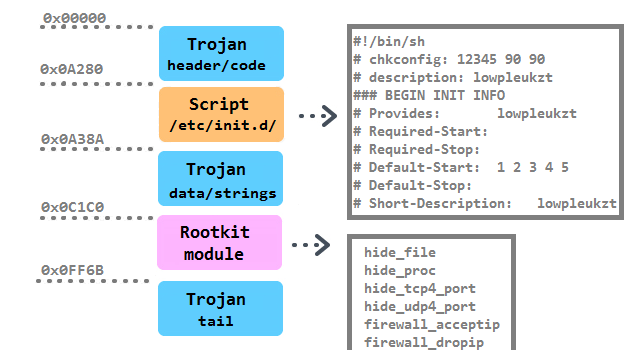 0x00000
Trojan
header/code
0x0A280
Script
/etc/init.d/
0x0A38A
Trojan
data/strings
0x0C1C0
Rootkit
module
0x0FF6B
Trojan
tail
#!/bin/sh
# chkconfig: 12345 90 90
# description: lowpleukzt
### BEGIN INIT INFO
# Provides: lowpleukzt
# Required-Start:
# Required-Stop:
# Default-Start: 1 2 3 4 5
# Default-Stop:
# Short-Description: lowpleukzt
hide_file
hide_proc
hide_tcp4_port
hide_udp4_port
firewall_acceptip
firewall_dropip